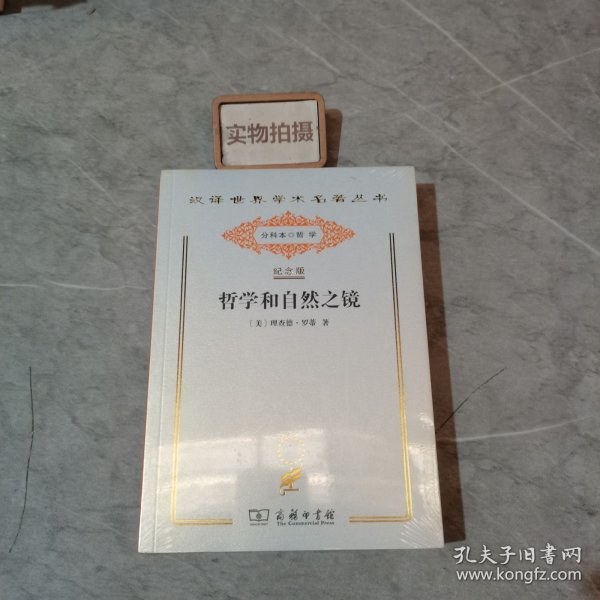 实物拍摄
汉译世界学术名著丛书
分科本○哲学
纪念版
哲学和自然之镜
〔美〕理查德·罗蒂 著
商务印书馆
The Commercial Press
孔夫子旧书网
www.kongfz.com